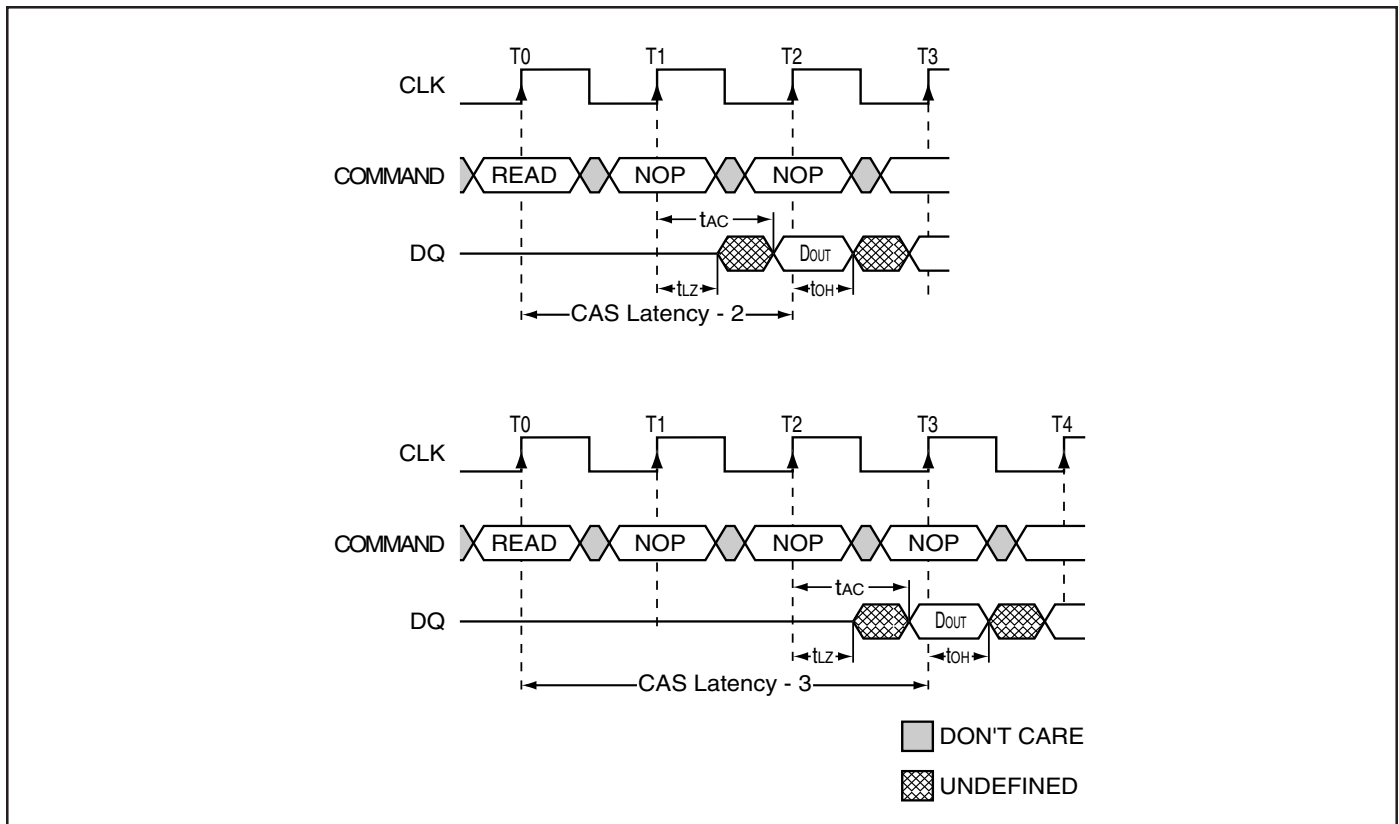 T0 T1 T2 T3
CLK
COMMAND READ NOP NOP
tAC
DQ DOUT
tLZ tOH
CAS Latency - 2
T0 T1 T2 T3 T4
CLK
COMMAND READ NOP NOP NOP
tAC
DQ DOUT
tLZ tOH
CAS Latency - 3
DON'T CARE
UNDEFINED